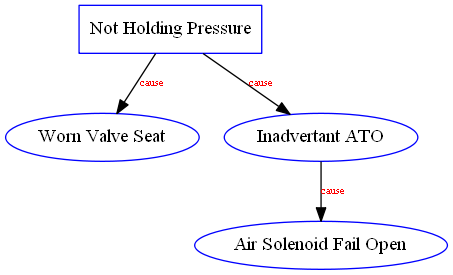 Not Holding Pressure
cause
cause
Worn Valve Seat
Inadvertant ATO
cause
Air Solenoid Fail Open